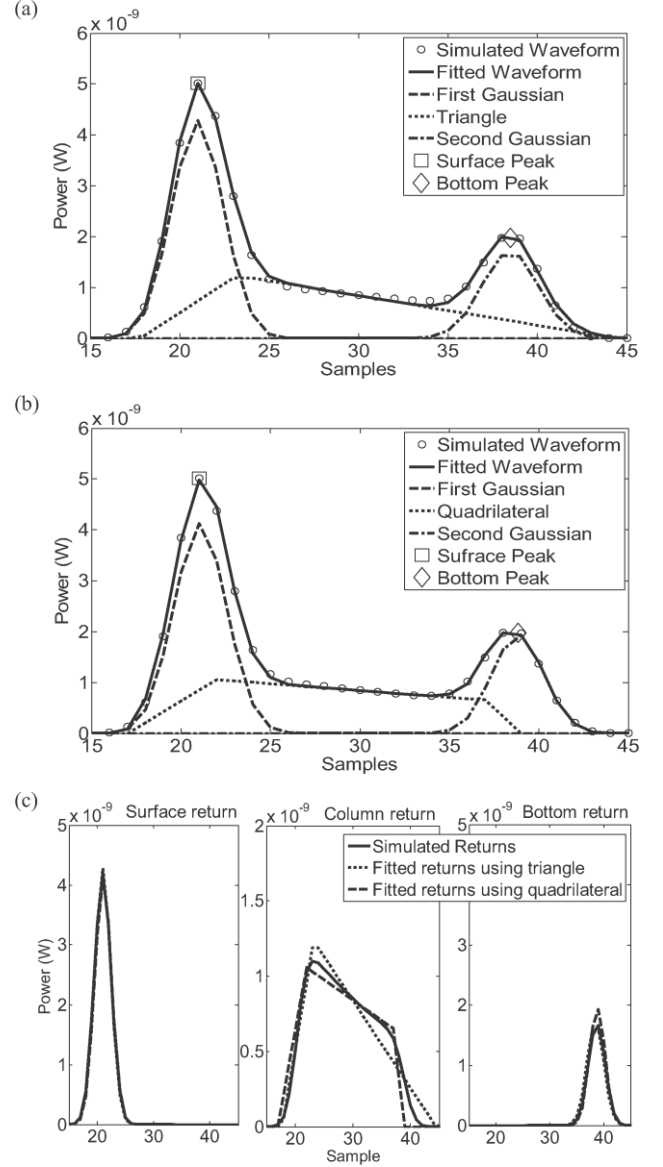 (a)
6 x 10^-9
Simulated Waveform
Fitted Waveform
First Gaussian
Triangle
Second Gaussian
Surface Peak
Bottom Peak
Power (W)
5
4
3
2
1
0
15 20 25 30 35 40 45
Samples
(b)
6 x 10^-9
Simulated Waveform
Fitted Waveform
First Gaussian
Quadrilateral
Second Gaussian
Sufrace Peak
Bottom Peak
Power (W)
5
4
3
2
1
0
15 20 25 30 35 40 45
Samples
(c)
5 x 10^-9 Surface return
2 x 10^-9 Column return
5 x 10^-9 Bottom return
Simulated Returns
Fitted returns using triangle
Fitted returns using quadrilateral
Power (W)
4
3
2
1
0
20 30 40
1.5
1
0.5
0
20 30 40
Sample
4
3
2
1
0
20 30 40